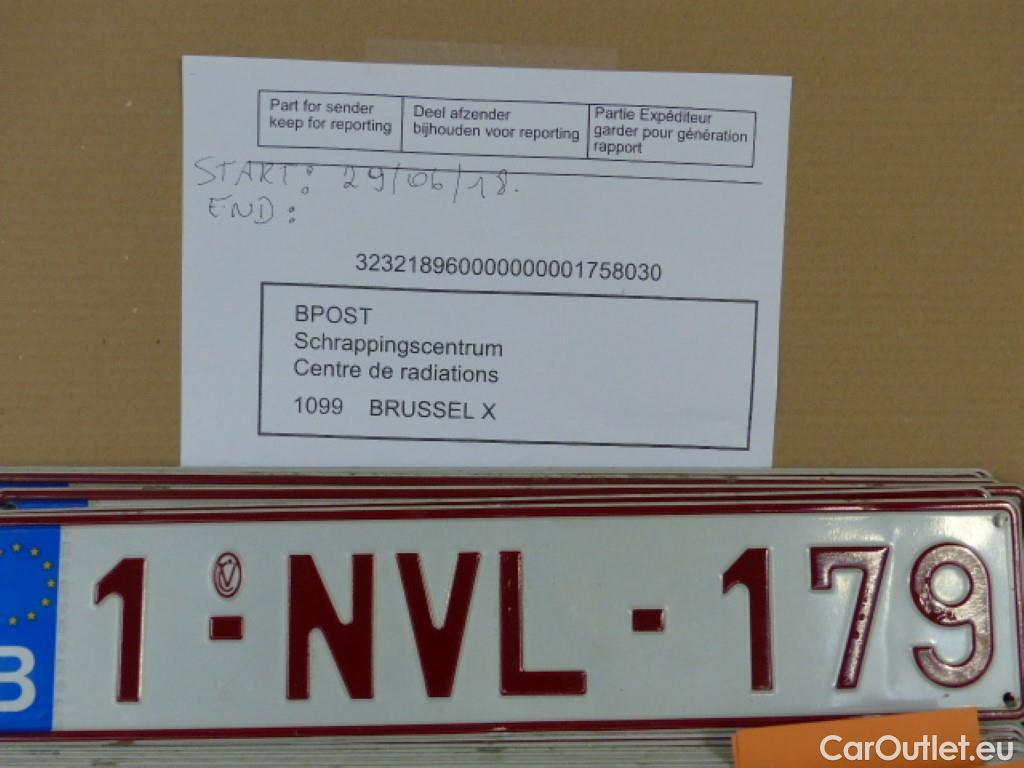 Part for sender
keep for reporting
Deel afzender
bijhouden voor reporting
Partie Expéditeur
garder pour génération
rapport
START: 29/06/18.
END:
323218960000000001758030
BPOST
Schrappingscentrum
Centre de radiations
1099 BRUSSEL X
B
1-NVL-179
CarOutlet.eu